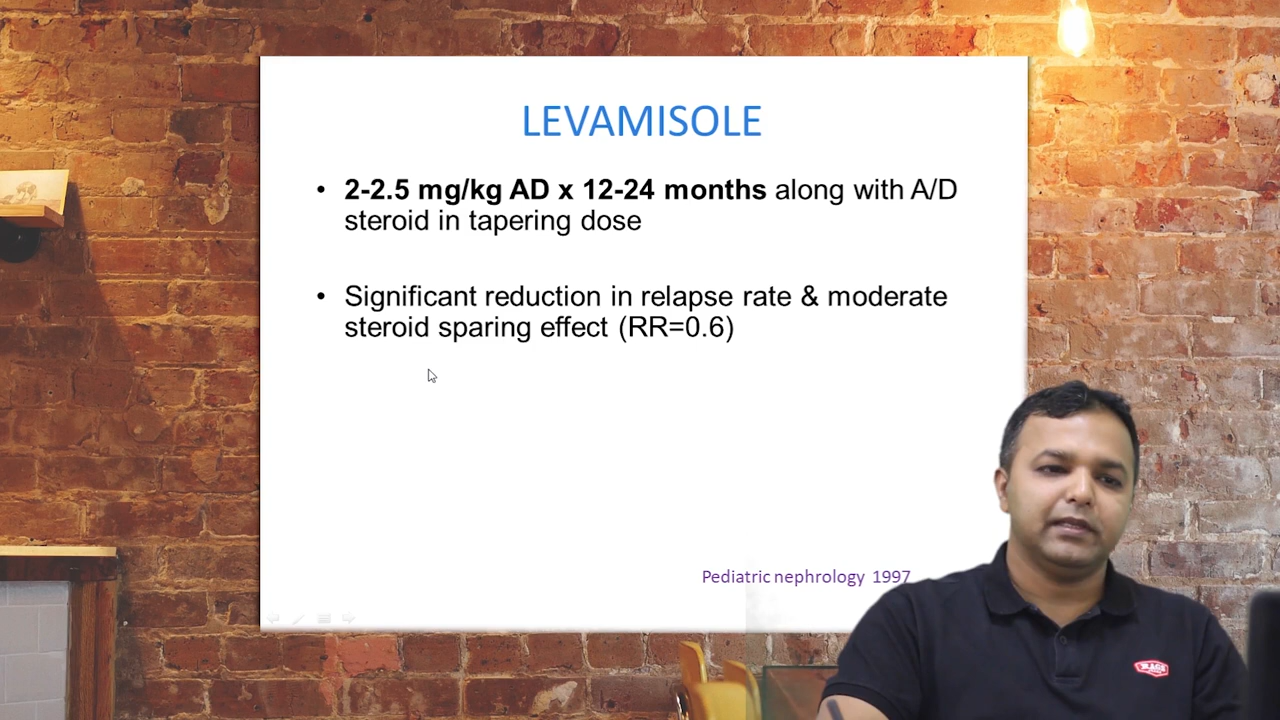 LEVAMISOLE
• 2-2.5 mg/kg AD x 12-24 months along with A/D
steroid in tapering dose
• Significant reduction in relapse rate & moderate
steroid sparing effect (RR=0.6)
Pediatric nephrology 1997